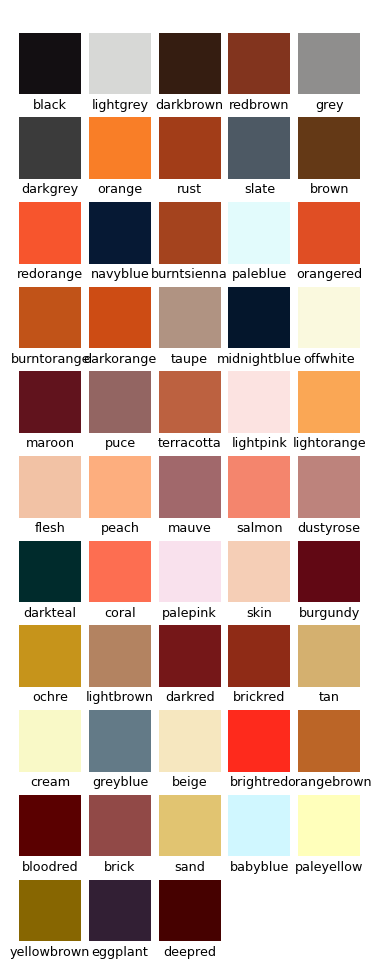 black lightgrey darkbrown redbrown grey
darkgrey orange rust slate brown
redorange navyblue burntsienna paleblue orangered
burntorange darkorange taupe midnightblue offwhite
maroon puce terracotta lightpink lightorange
flesh peach mauve salmon dustyrose
darkteal coral palepink skin burgundy
ochre lightbrown darkred brickred tan
cream greyblue beige brightred orangebrown
bloodred brick sand babyblue paleyellow
yellowbrown eggplant deepred